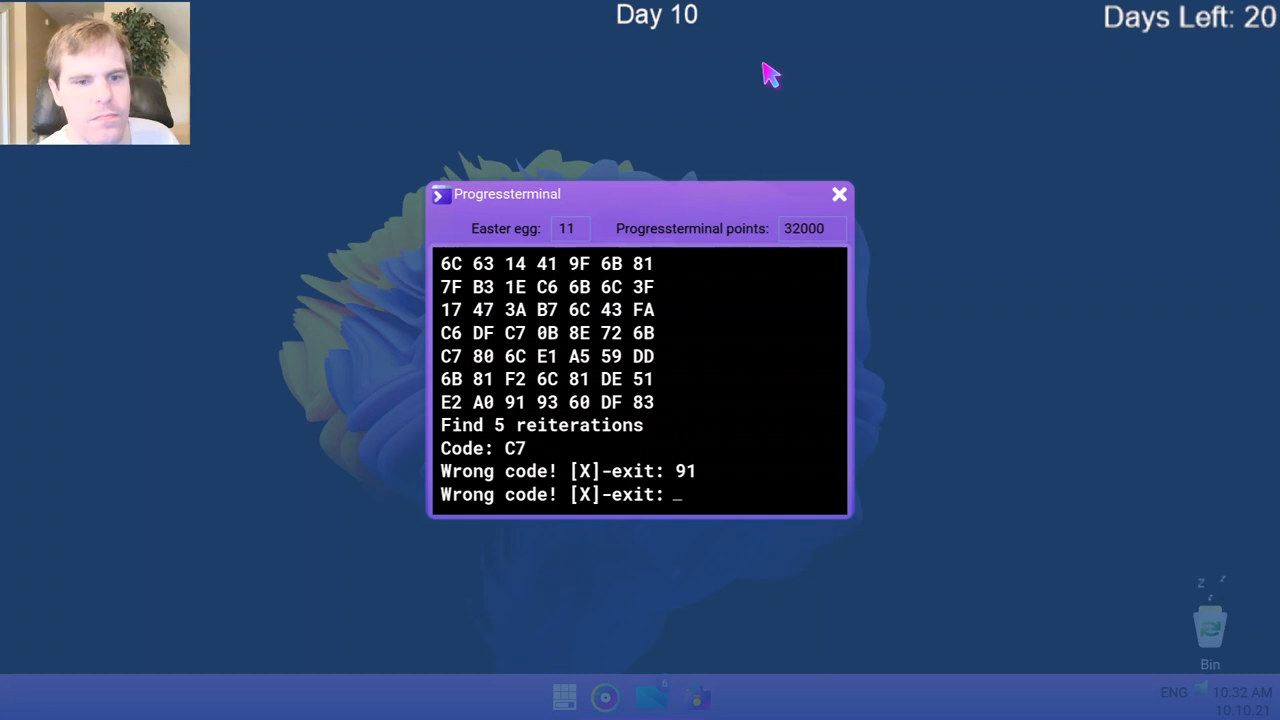 Day 10
Days Left: 20
Progressterminal
Easter egg: 11 Progressterminal points: 32000
6C 63 14 41 9F 6B 81
7F B3 1E C6 6B 6C 3F
17 47 3A B7 6C 43 FA
C6 DF C7 0B 8E 72 6B
C7 80 6C E1 A5 59 DD
6B 81 F2 6C 81 DE 51
E2 A0 91 93 60 DF 83
Find 5 reiterations
Code: C7
Wrong code! [X]-exit: 91
Wrong code! [X]-exit: _
z z
z
Bin
6
ENG 10:32 AM
10.10.21